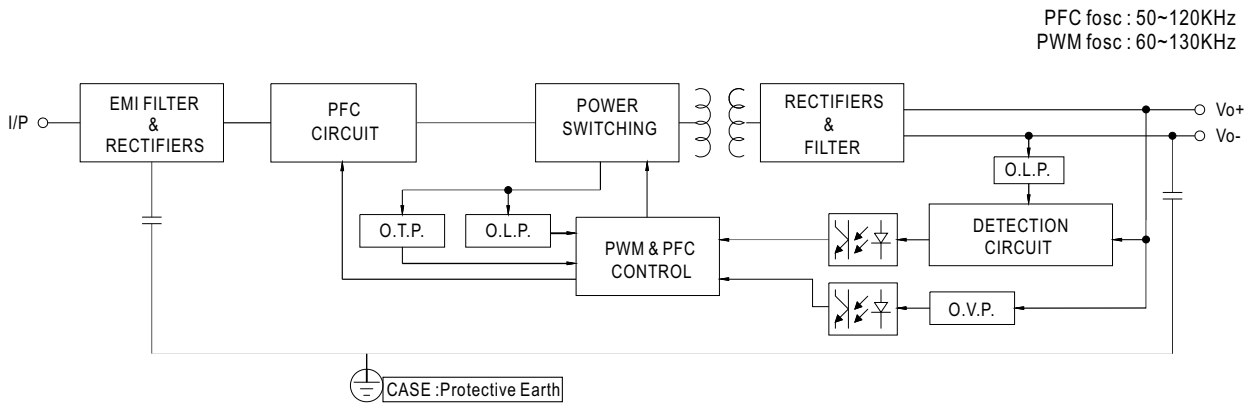 PFC fosc : 50~120KHz
PWM fosc : 60~130KHz
I/P
EMI FILTER
&
RECTIFIERS
PFC
CIRCUIT
POWER
SWITCHING
RECTIFIERS
&
FILTER
Vo+
Vo-
O.L.P.
O.T.P.
O.L.P.
PWM & PFC
CONTROL
DETECTION
CIRCUIT
O.V.P.
CASE :Protective Earth